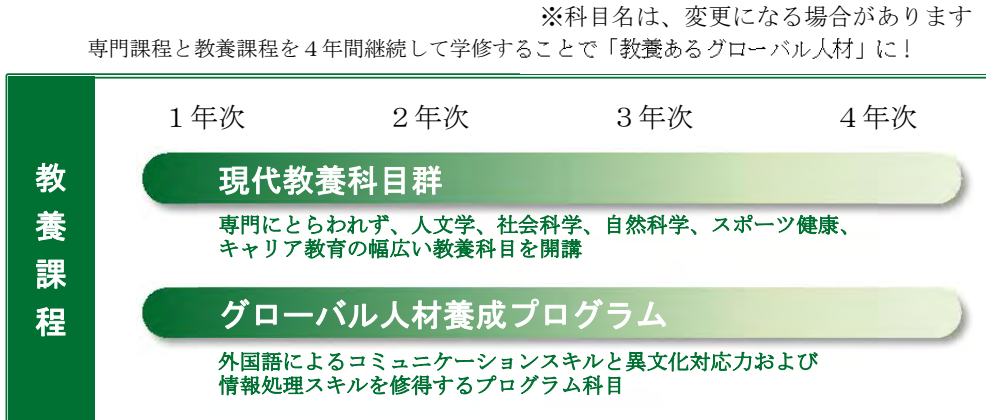 ※科目名は、変更になる場合があります
専門課程と教養課程を４年間継続して学修することで「教養あるグローバル人材」に！
１年次　２年次　３年次　４年次
教養課程
現代教養科目群
専門にとらわれず、人文学、社会科学、自然科学、スポーツ健康、
キャリア教育の幅広い教養科目を開講
グローバル人材養成プログラム
外国語によるコミュニケーションスキルと異文化対応力および
情報処理スキルを修得するプログラム科目